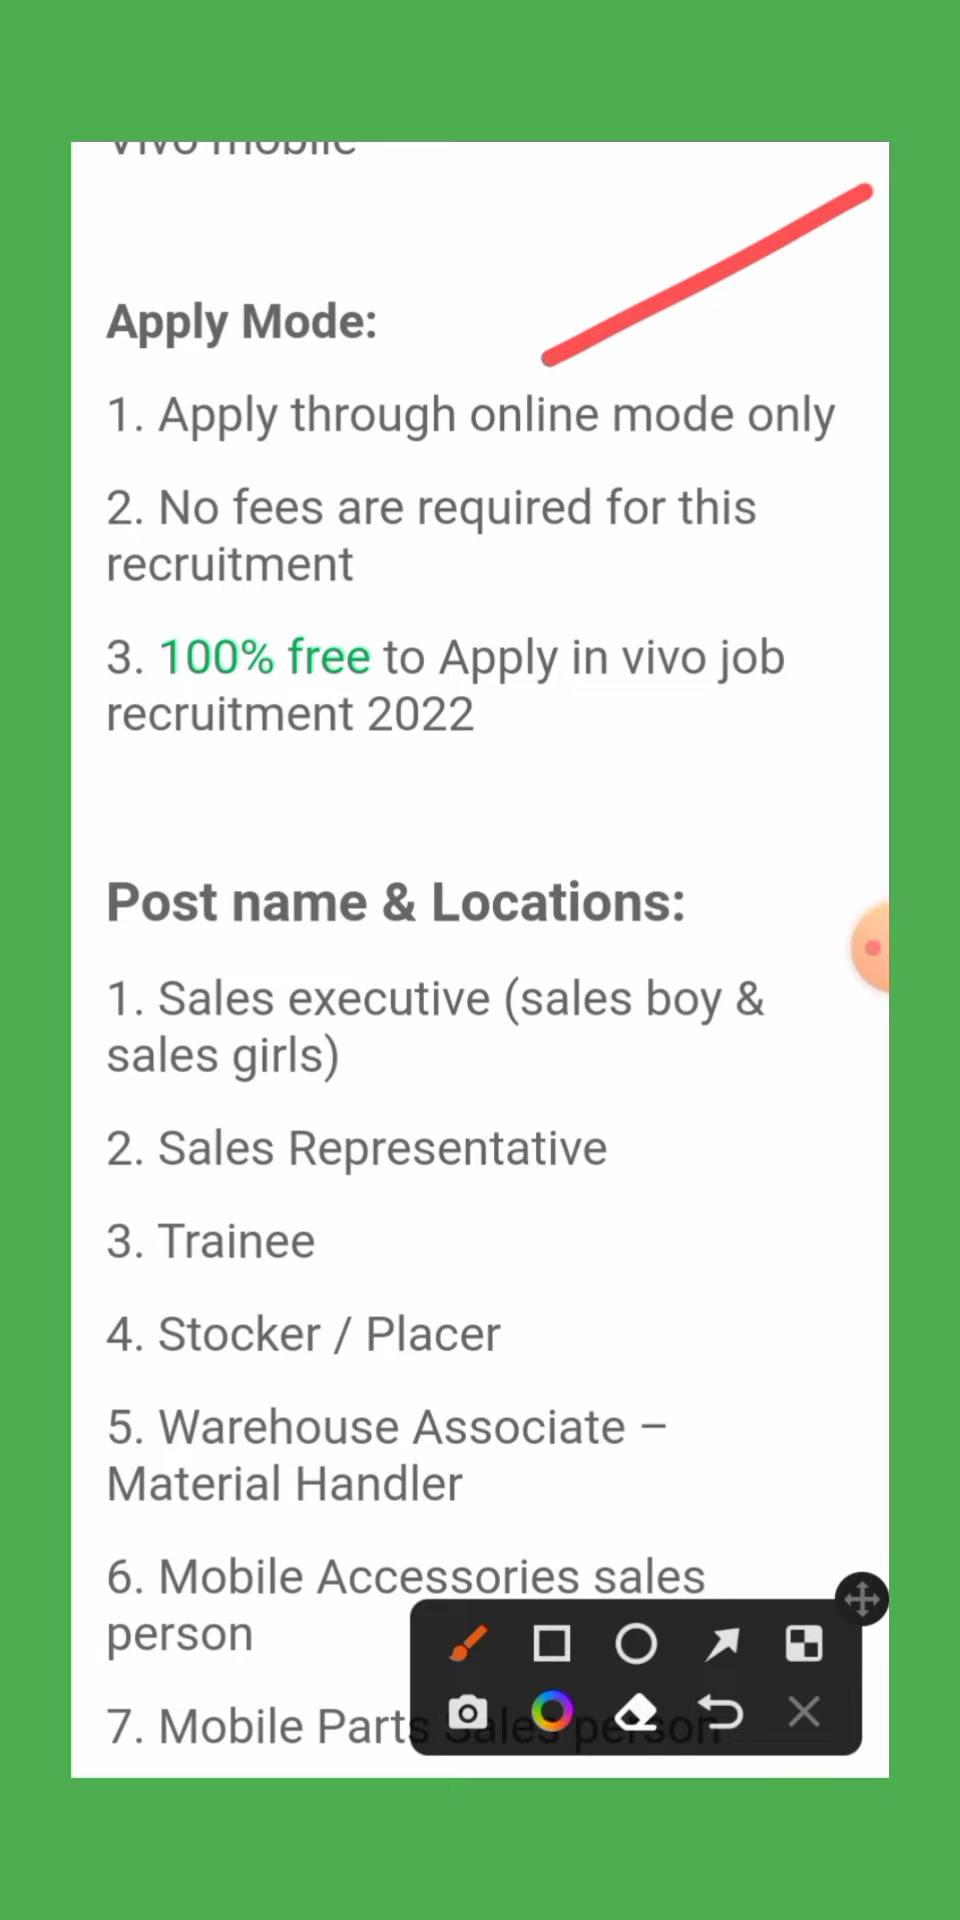 Vivo mobile
Apply Mode:
1. Apply through online mode only
2. No fees are required for this
recruitment
3. 100% free to Apply in vivo job
recruitment 2022
Post name & Locations:
1. Sales executive (sales boy &
sales girls)
2. Sales Representative
3. Trainee
4. Stocker / Placer
5. Warehouse Associate –
Material Handler
6. Mobile Accessories sales
person
7. Mobile Parts Sales person